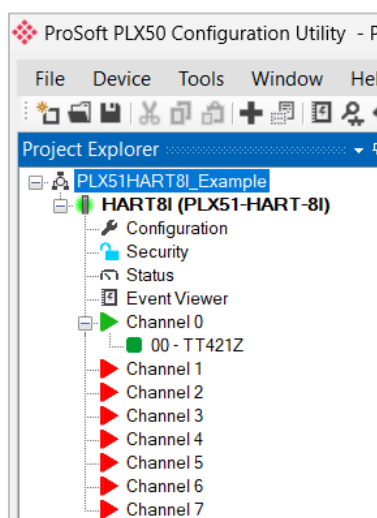 ProSoft PLX50 Configuration Utility - P
File Device Tools Window Hel
Project Explorer
PLX51HART8I_Example
HART8I (PLX51-HART-8I)
Configuration
Security
Status
Event Viewer
Channel 0
00 - TT421Z
Channel 1
Channel 2
Channel 3
Channel 4
Channel 5
Channel 6
Channel 7